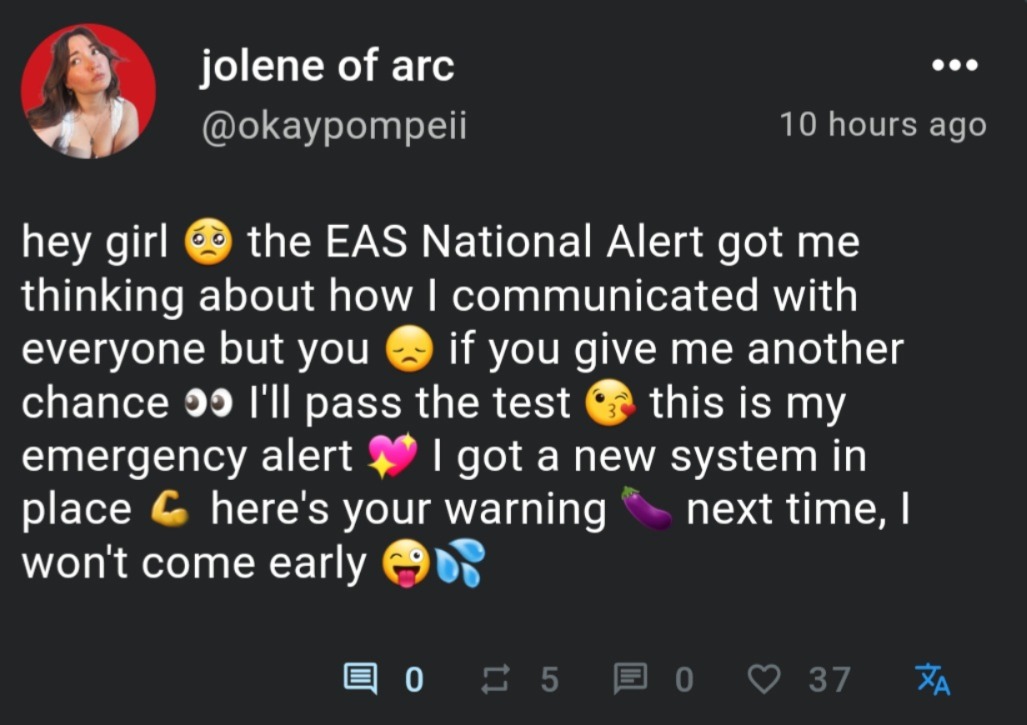 jolene of arc
@okaypompeii
10 hours ago
hey girl 🥺 the EAS National Alert got me
thinking about how I communicated with
everyone but you 😞 if you give me another
chance 👀 I'll pass the test 😘 this is my
emergency alert 💖 I got a new system in
place 💪 here's your warning 🍆 next time, I
won't come early 😜💦
0 5 0 37